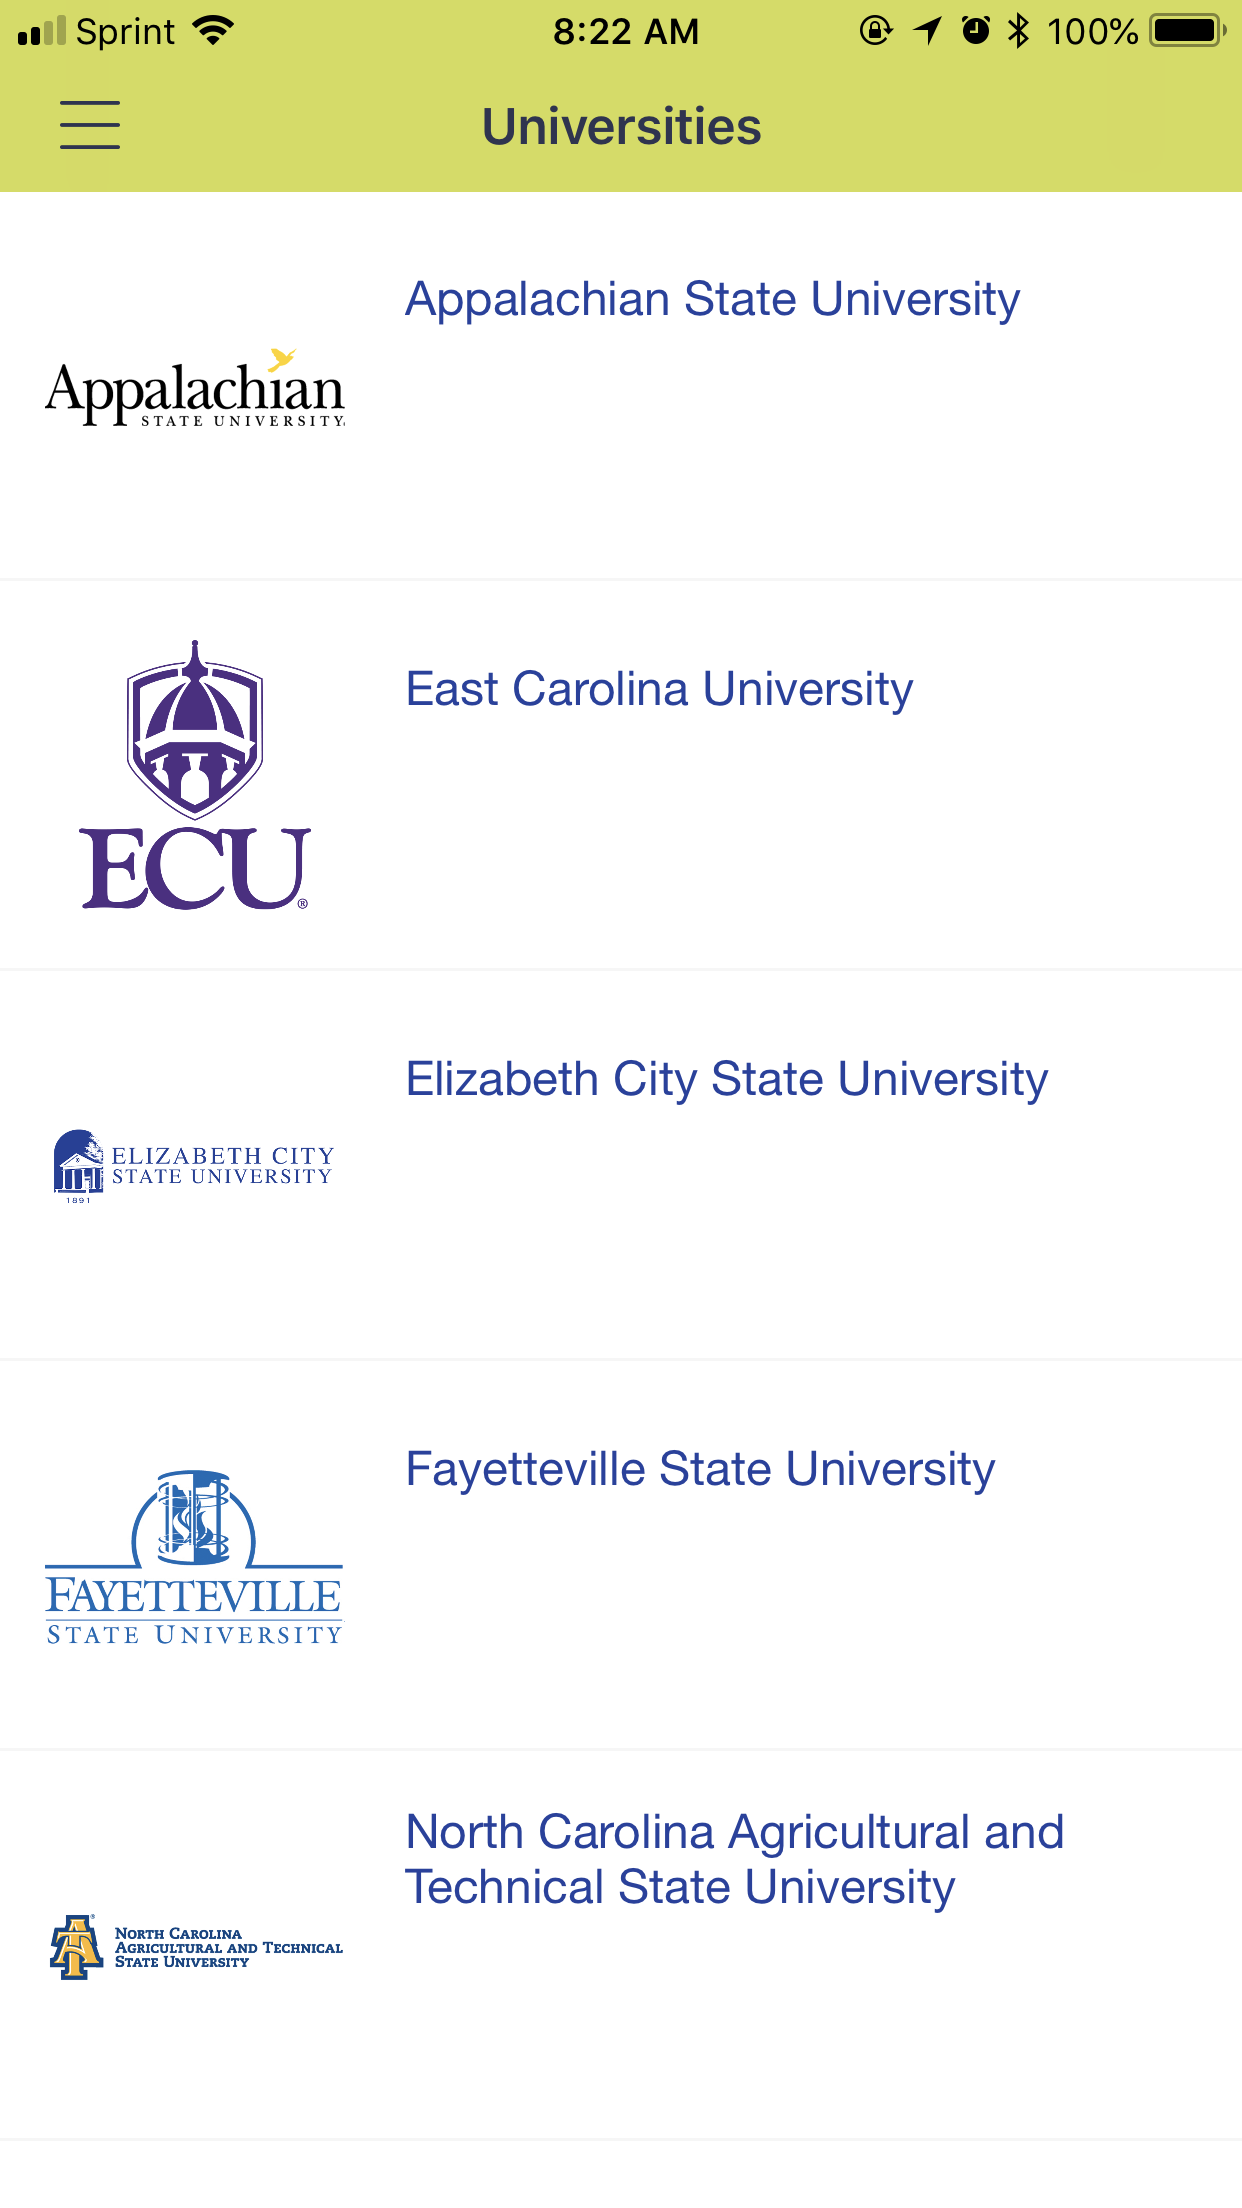 Sprint 8:22 AM 100%
Universities
Appalachian State University
Appalachian
STATE UNIVERSITY
East Carolina University
ECU®
Elizabeth City State University
ELIZABETH CITY
STATE UNIVERSITY
1891
Fayetteville State University
FAYETTEVILLE
STATE UNIVERSITY
North Carolina Agricultural and
Technical State University
AT®
NORTH CAROLINA
AGRICULTURAL AND TECHNICAL
STATE UNIVERSITY